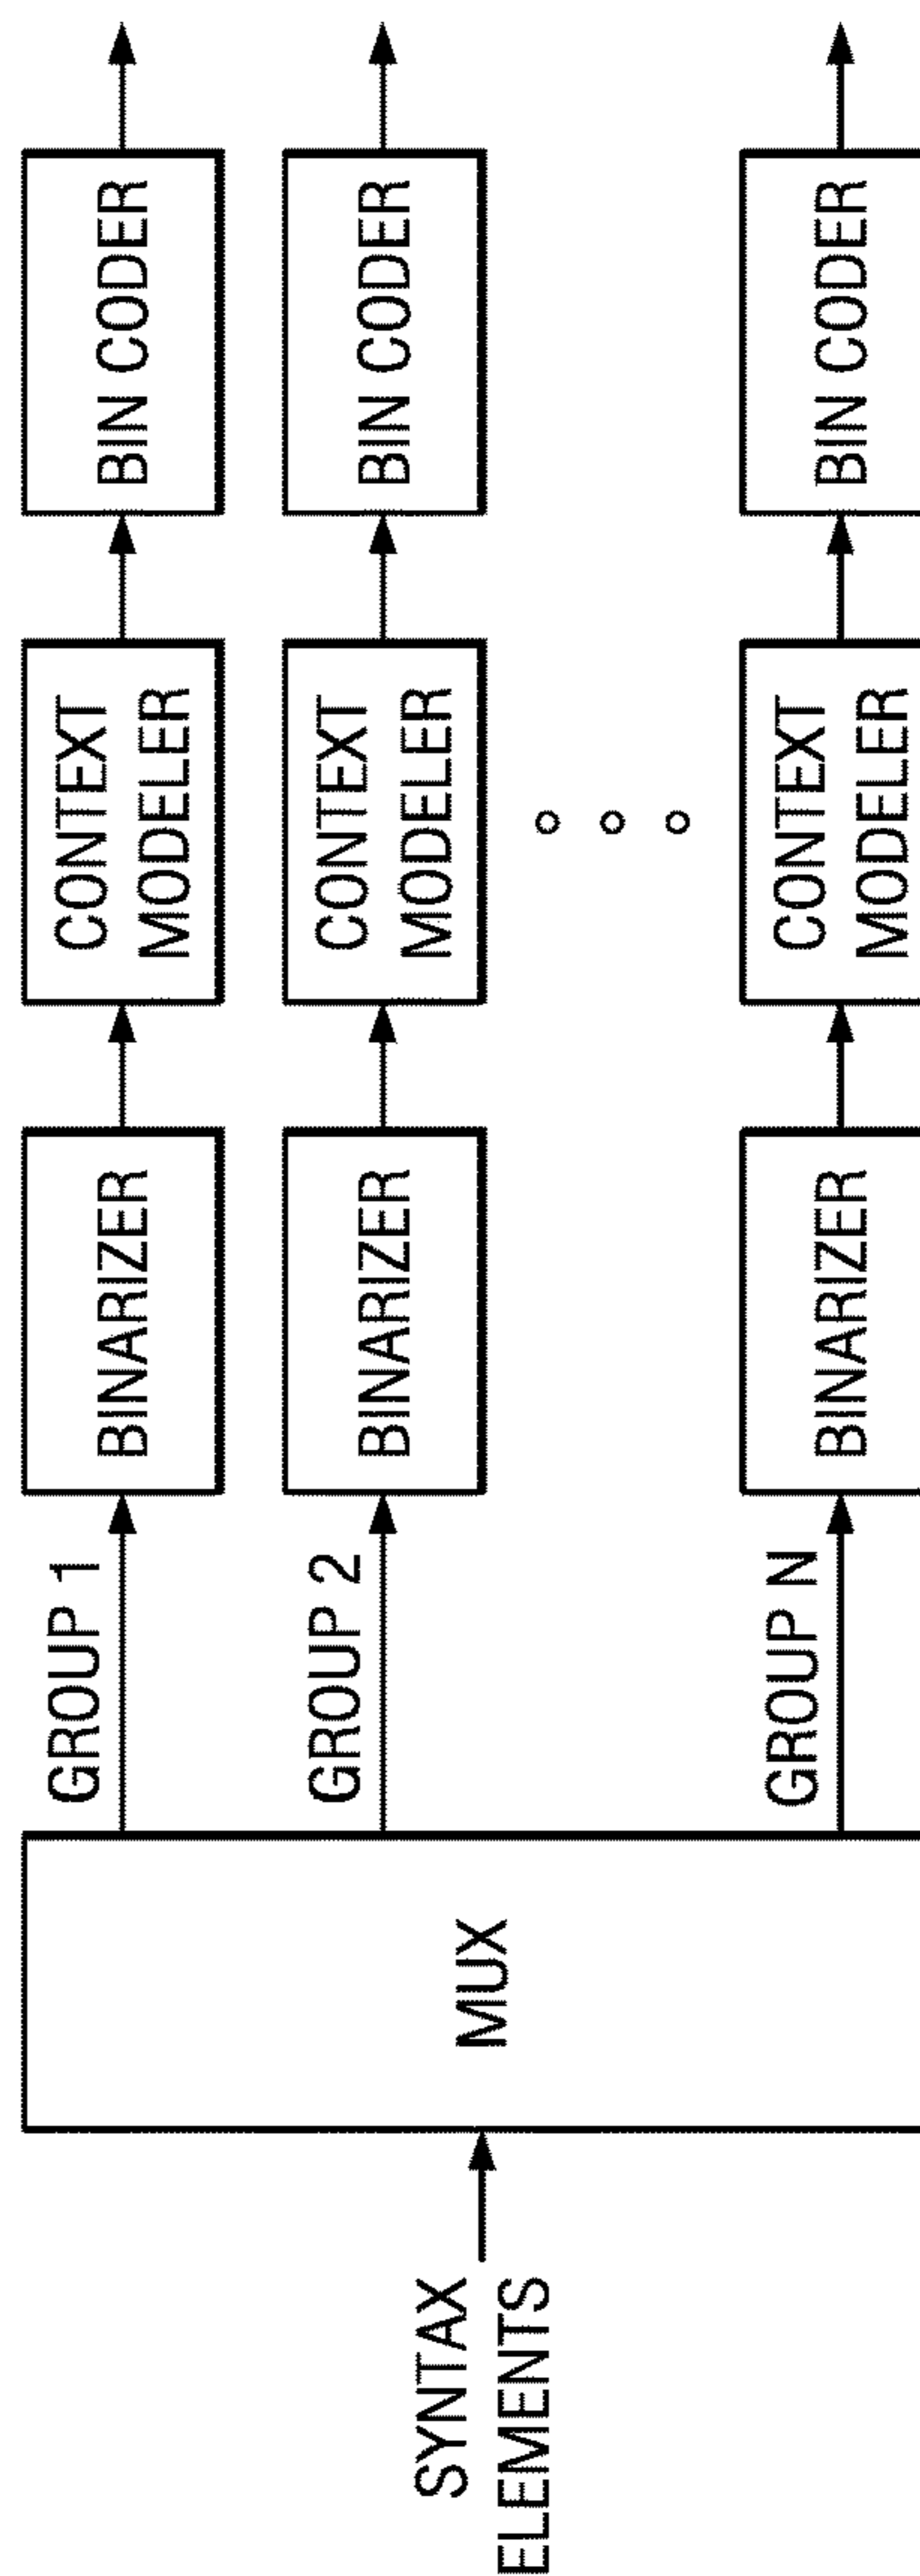 SYNTAX
ELEMENTS
MUX
GROUP 1
BINARIZER
CONTEXT
MODELER
BIN CODER
GROUP 2
BINARIZER
CONTEXT
MODELER
BIN CODER
GROUP N
BINARIZER
CONTEXT
MODELER
BIN CODER